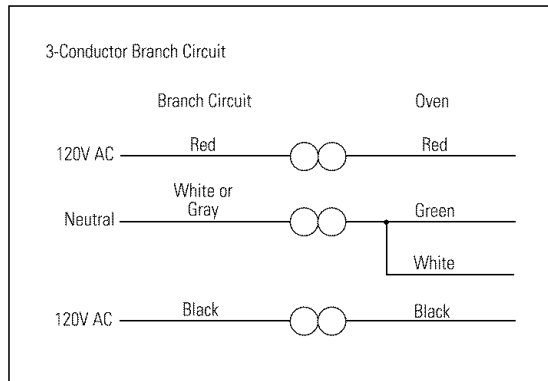 3-Conductor Branch Circuit
Branch Circuit Oven
120V AC Red Red
White or
Gray
Neutral Green
White
120V AC Black Black